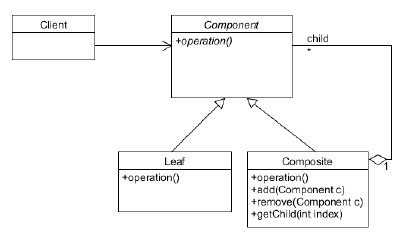 Client
Component
+operation()
child
*
Leaf
+operation()
Composite
+operation()
+add(Component c)
+remove(Component c)
+getChild(int index)
1